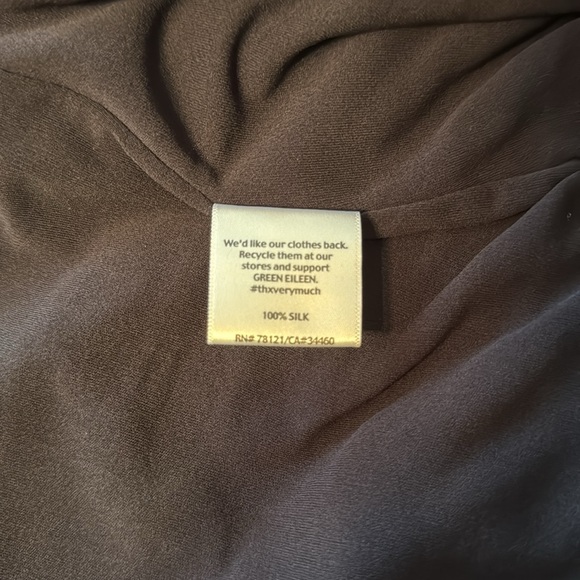 We'd like our clothes back.
Recycle them at our
stores and support
GREEN EILEEN.
#thxverymuch
100% SILK
RN# 78121/CA#34460